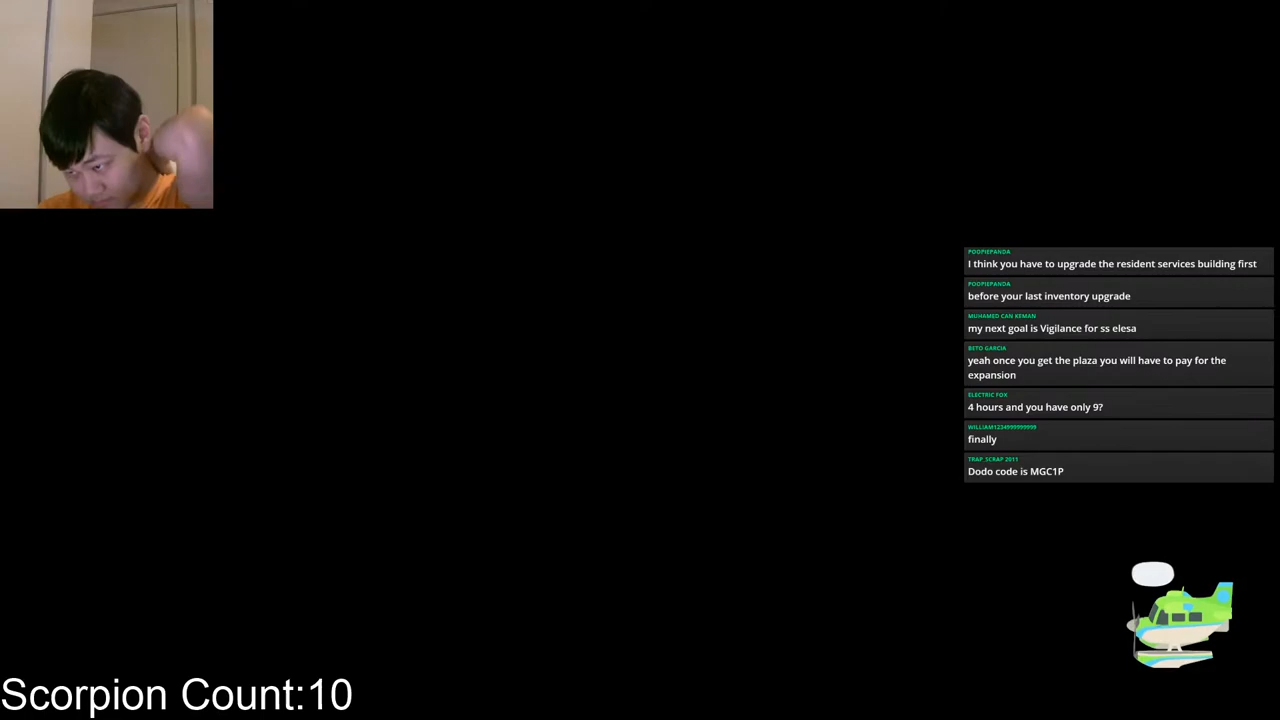 POOPIEPANDA
I think you have to upgrade the resident services building first
POOPIEPANDA
before your last inventory upgrade
MUHAMED CAN KEMAN
my next goal is Vigilance for ss elesa
BETO GARCIA
yeah once you get the plaza you will have to pay for the
expansion
ELECTRIC FOX
4 hours and you have only 9?
WILLIAM1234999999999
finally
TRAP_SCRAP 2011
Dodo code is MGC1P
Scorpion Count:10